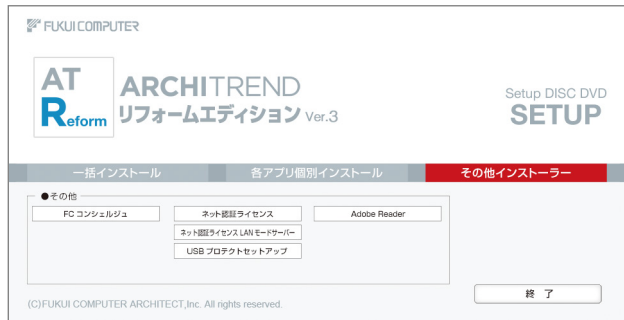 FUKUI COMPUTER
AT
Reform
ARCHITREND
リフォームエディション Ver.3
Setup DISC DVD
SETUP
一括インストール
各アプリ個別インストール
その他インストーラー
●その他
FC コンシェルジュ
ネット認証ライセンス
Adobe Reader
ネット認証ライセンス LAN モードサーバー
USB プロテクトセットアップ
終 了
(C)FUKUI COMPUTER ARCHITECT,Inc. All rights reserved.